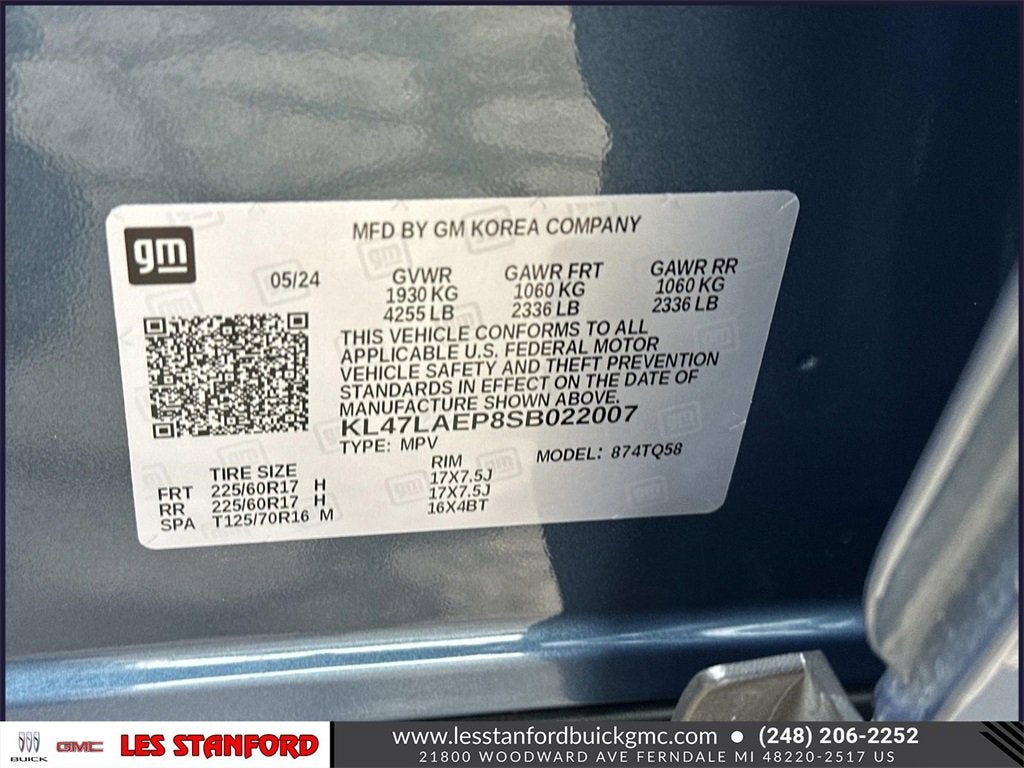 gm
MFD BY GM KOREA COMPANY
05/24
GVWR GAWR FRT GAWR RR
1930 KG 1060 KG 1060 KG
4255 LB 2336 LB 2336 LB
THIS VEHICLE CONFORMS TO ALL
APPLICABLE U.S. FEDERAL MOTOR
VEHICLE SAFETY AND THEFT PREVENTION
STANDARDS IN EFFECT ON THE DATE OF
MANUFACTURE SHOWN ABOVE.
KL47LAEP8SB022007
TYPE: MPV MODEL: 874TQ58
TIRE SIZE RIM
FRT 225/60R17 H 17X7.5J
RR 225/60R17 H 17X7.5J
SPA T125/70R16 M 16X4BT
BUICK GMC LES STANFORD
www.lesstanfordbuickgmc.com • (248) 206-2252
21800 WOODWARD AVE FERNDALE MI 48220-2517 US